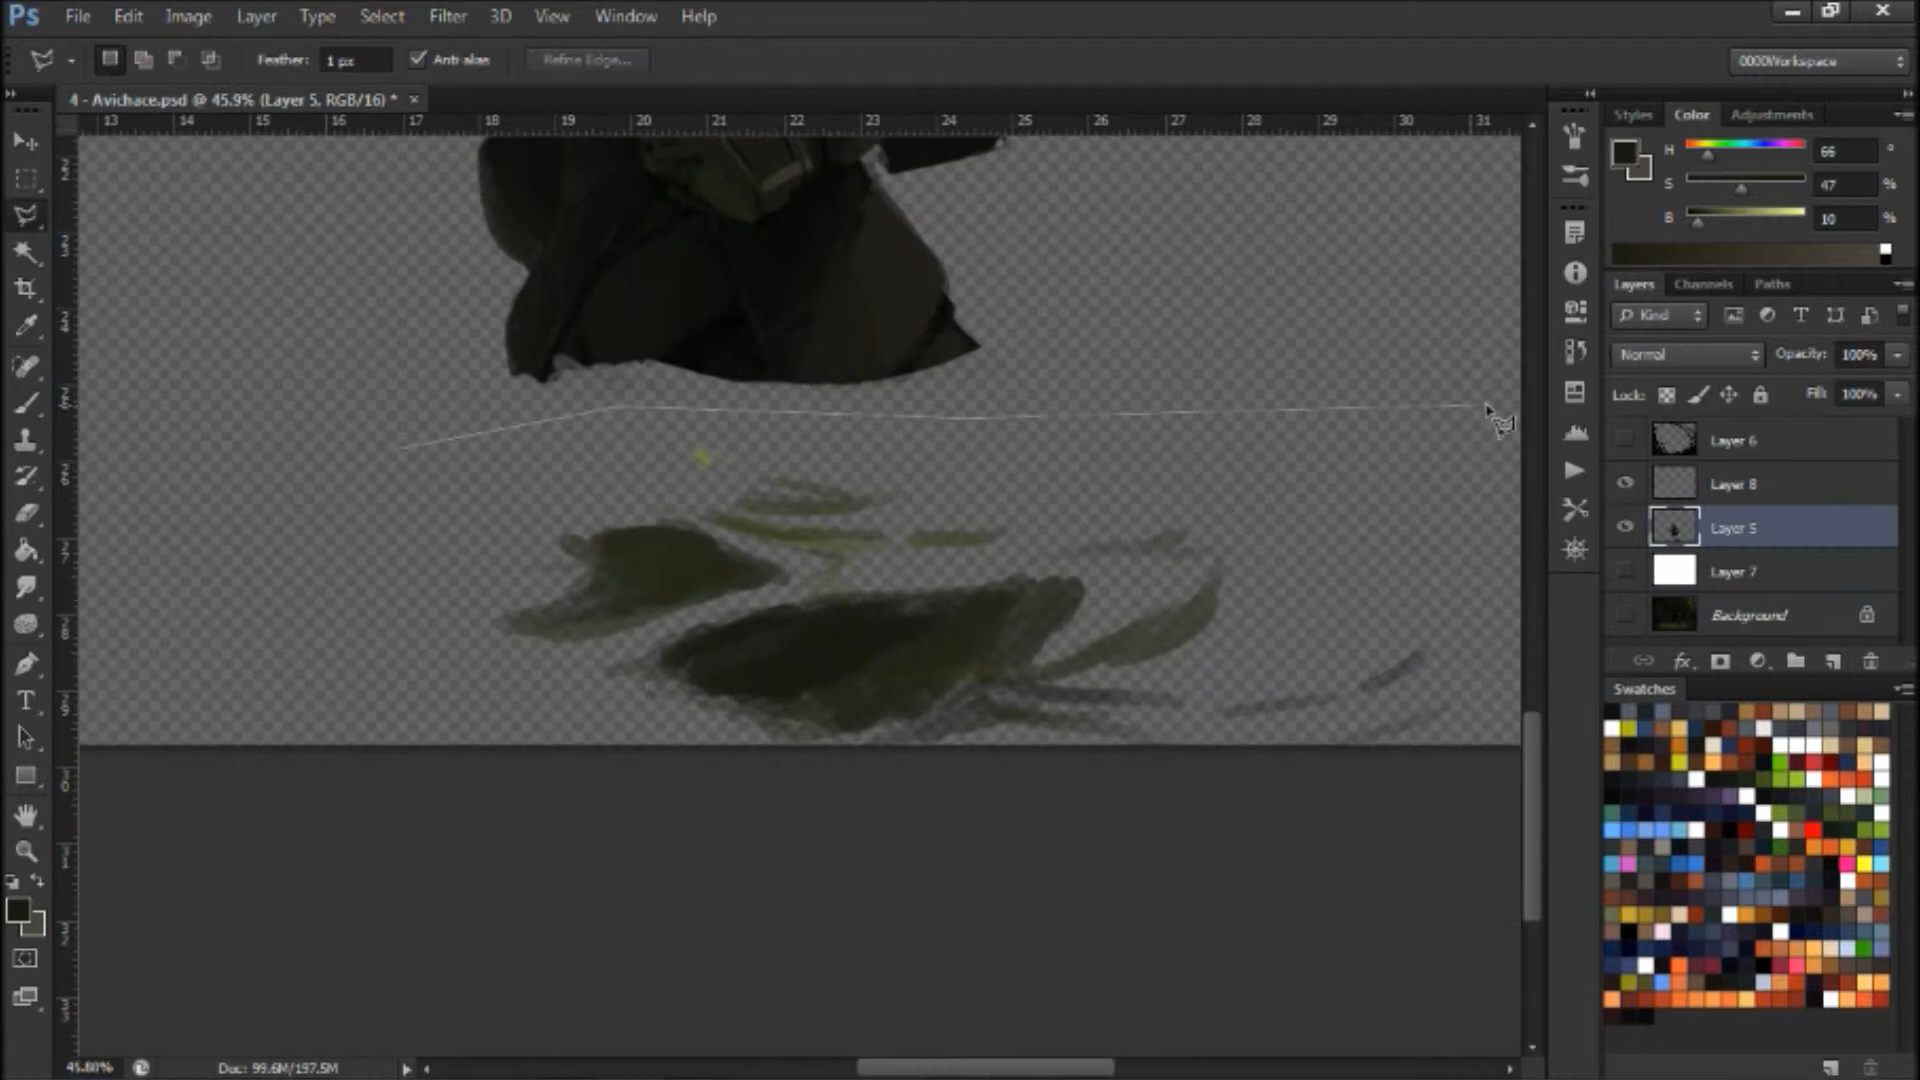 Ps File Edit Image Layer Type Select Filter 3D View Window Help
Feather: 1 px Anti-alias Refine Edge... 0000Workspace
4 - Avichace.psd @ 45.9% (Layer 5, RGB/16) * ×
13 14 15 16 17 18 19 20 21 22 23 24 25 26 27 28 29 30 31
Styles Color Adjustments
H 66 °
S 47 %
B 10 %
Layers Channels Paths
Kind
Normal Opacity: 100%
Lock: Fill: 100%
Layer 6
Layer 8
Layer 5
Layer 7
Background
fx
Swatches
45.88% Doc: 99.6M/197.5M